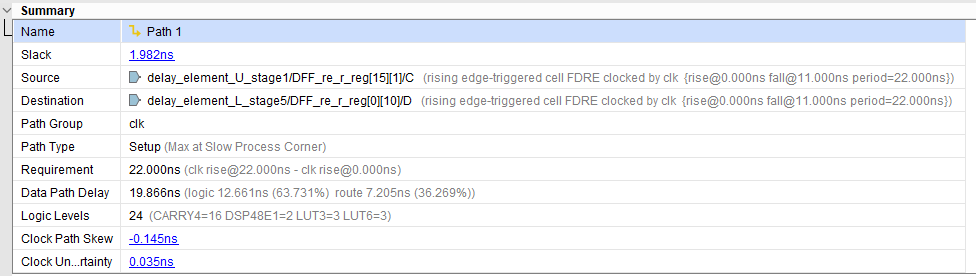 Summary
Name Path 1
Slack 1.982ns
Source delay_element_U_stage1/DFF_re_r_reg[15][1]/C (rising edge-triggered cell FDRE clocked by clk {rise@0.000ns fall@11.000ns period=22.000ns})
Destination delay_element_L_stage5/DFF_re_r_reg[0][10]/D (rising edge-triggered cell FDRE clocked by clk {rise@0.000ns fall@11.000ns period=22.000ns})
Path Group clk
Path Type Setup (Max at Slow Process Corner)
Requirement 22.000ns (clk rise@22.000ns - clk rise@0.000ns)
Data Path Delay 19.866ns (logic 12.661ns (63.731%) route 7.205ns (36.269%))
Logic Levels 24 (CARRY4=16 DSP48E1=2 LUT3=3 LUT6=3)
Clock Path Skew -0.145ns
Clock Un...rtainty 0.035ns